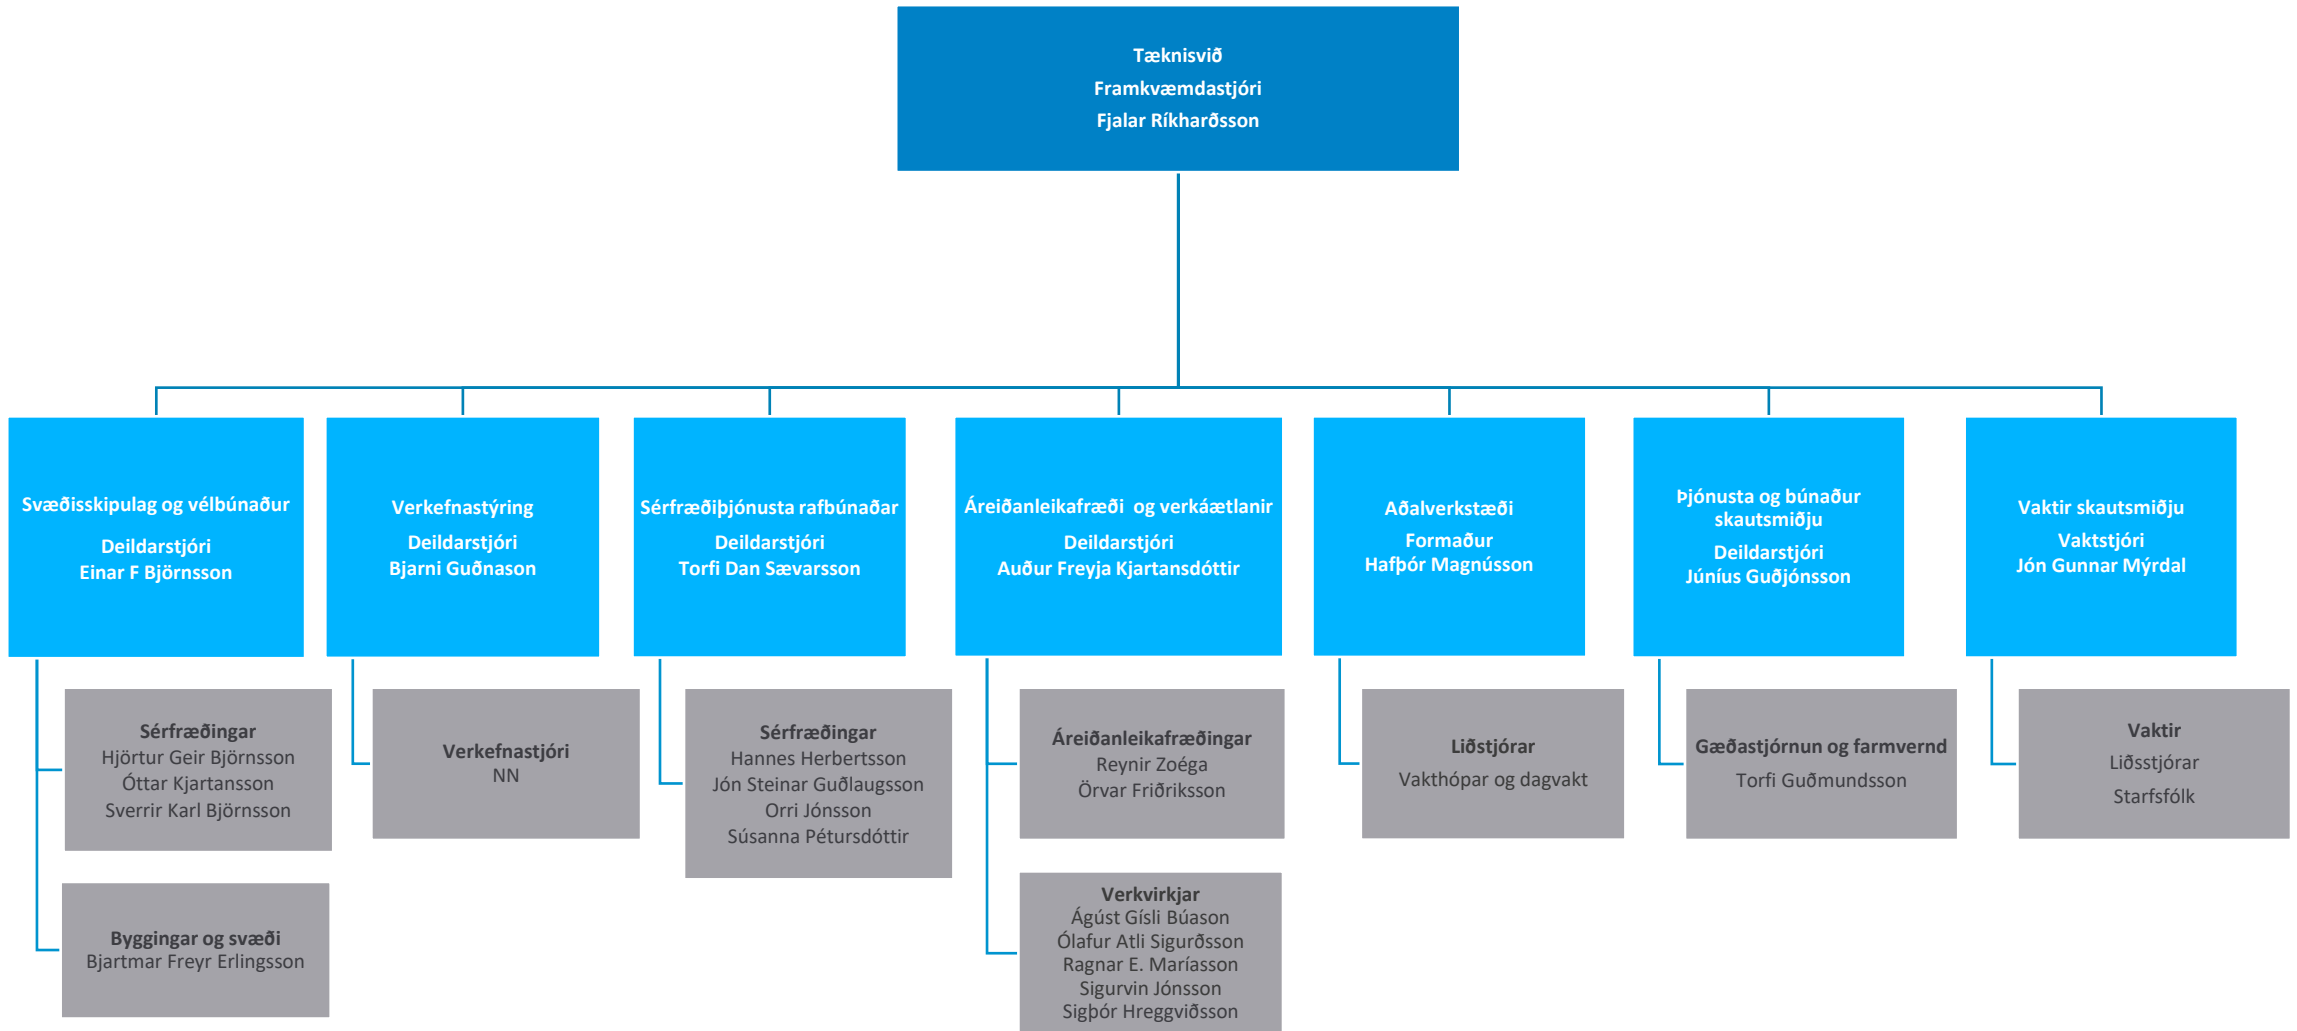 Tæknisvið
Framkvæmdastjóri
Fjalar Ríkharðsson
Svæðisskipulag og vélbúnaður
Deildarstjóri
Einar F Björnsson
Verkefnastýring
Deildarstjóri
Bjarni Guðnason
Sérfræðiþjónusta rafbúnaðar
Deildarstjóri
Torfi Dan Sævarsson
Áreiðanleikafræði og verkáætlanir
Deildarstjóri
Auður Freyja Kjartansdóttir
Aðalverkstæði
Formaður
Hafþór Magnússon
Þjónusta og búnaður
skautsmiðju
Deildarstjóri
Júníus Guðjónsson
Vaktir skautsmiðju
Vaktstjóri
Jón Gunnar Mýrdal
Sérfræðingar
Hjörtur Geir Björnsson
Óttar Kjartansson
Sverrir Karl Björnsson
Byggingar og svæði
Bjartmar Freyr Erlingsson
Verkefnastjóri
NN
Sérfræðingar
Hannes Herbertsson
Jón Steinar Guðlaugsson
Orri Jónsson
Súsanna Pétursdóttir
Áreiðanleikafræðingar
Reynir Zoéga
Örvar Friðriksson
Verkvirkjar
Ágúst Gísli Búason
Ólafur Atli Sigurðsson
Ragnar E. Maríasson
Sigurvin Jónsson
Sigþór Hreggviðsson
Liðstjórar
Vakthópar og dagvakt
Gæðastjórnun og farmvernd
Torfi Guðmundsson
Vaktir
Liðsstjórar
Starfsfólk